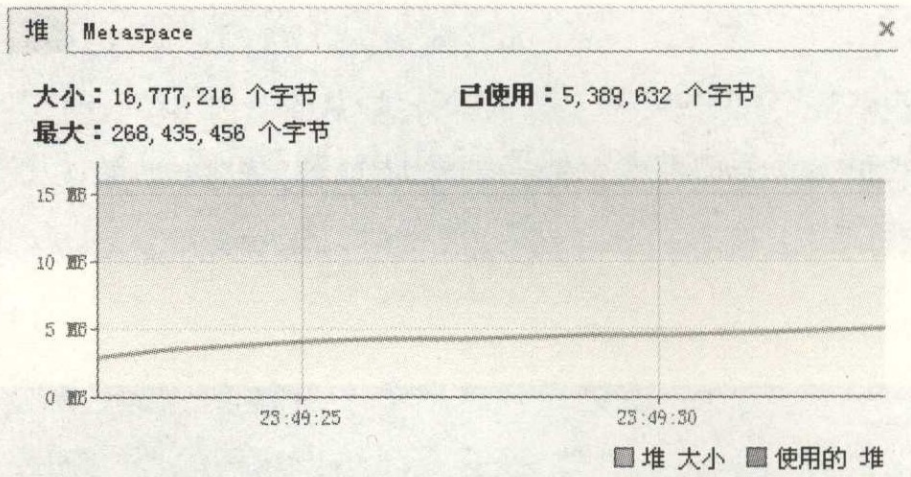 堆 Metaspace ×
大小：16,777,216 个字节 已使用：5,389,632 个字节
最大：268,435,456 个字节
15 MB
10 MB
5 MB
0 MB
23:49:25 23:49:30
堆 大小 使用的 堆